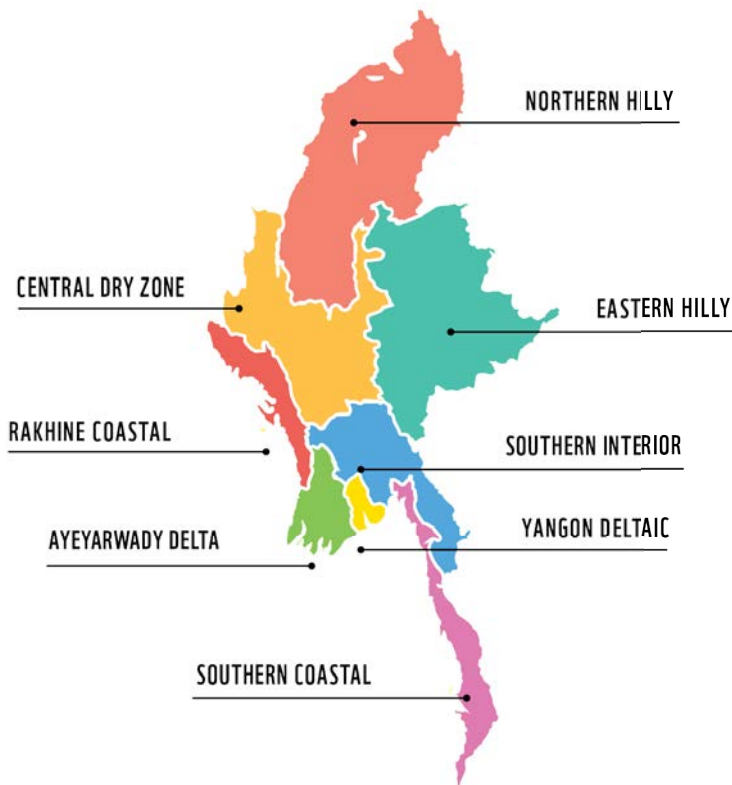 NORTHERN HILLY
CENTRAL DRY ZONE
EASTERN HILLY
RAKHINE COASTAL
SOUTHERN INTERIOR
AYEYARWADY DELTA
YANGON DELTAIC
SOUTHERN COASTAL